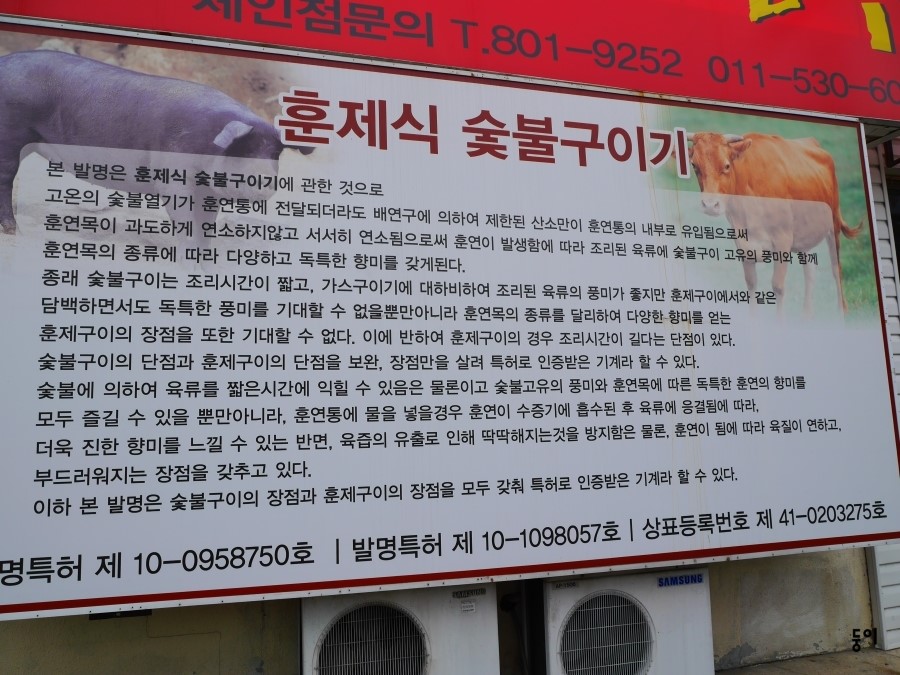 체인점문의 T.801-9252 011-530-60
훈제식 숯불구이기
본 발명은 훈제식 숯불구이기에 관한 것으로
고온의 숯불열기가 훈연통에 전달되더라도 배연구에 의하여 제한된 산소만이 훈연통의 내부로 유입됨으로써
훈연목이 과도하게 연소하지않고 서서히 연소됨으로써 훈연이 발생함에 따라 조리된 육류에 숯불구이 고유의 풍미와 함께
훈연목의 종류에 따라 다양하고 독특한 향미를 갖게된다.
종래 숯불구이는 조리시간이 짧고, 가스구이기에 대하비하여 조리된 육류의 풍미가 좋지만 훈제구이에서와 같은
담백하면서도 독특한 풍미를 기대할 수 없을뿐만아니라 훈연목의 종류를 달리하여 다양한 향미를 얻는
훈제구이의 장점을 또한 기대할 수 없다. 이에 반하여 훈제구이의 경우 조리시간이 길다는 단점이 있다.
숯불구이의 단점과 훈제구이의 단점을 보완, 장점만을 살려 특허로 인증받은 기계라 할 수 있다.
숯불에 의하여 육류를 짧은시간에 익힐 수 있음은 물론이고 숯불고유의 풍미와 훈연목에 따른 독특한 훈연의 향미를
모두 즐길 수 있을 뿐만아니라, 훈연통에 물을 넣을경우 훈연이 수증기에 흡수된 후 육류에 응결됨에 따라,
더욱 진한 향미를 느낄 수 있는 반면, 육즙의 유출로 인해 딱딱해지는것을 방지함은 물론, 훈연이 됨에 따라 육질이 연하고,
부드러워지는 장점을 갖추고 있다.
이하 본 발명은 숯불구이의 장점과 훈제구이의 장점을 모두 갖춰 특허로 인증받은 기계라 할 수 있다.
명특허 제 10-0958750호 | 발명특허 제 10-1098057호 | 상표등록번호 제 41-0203275호
SAMSUNG
둥이